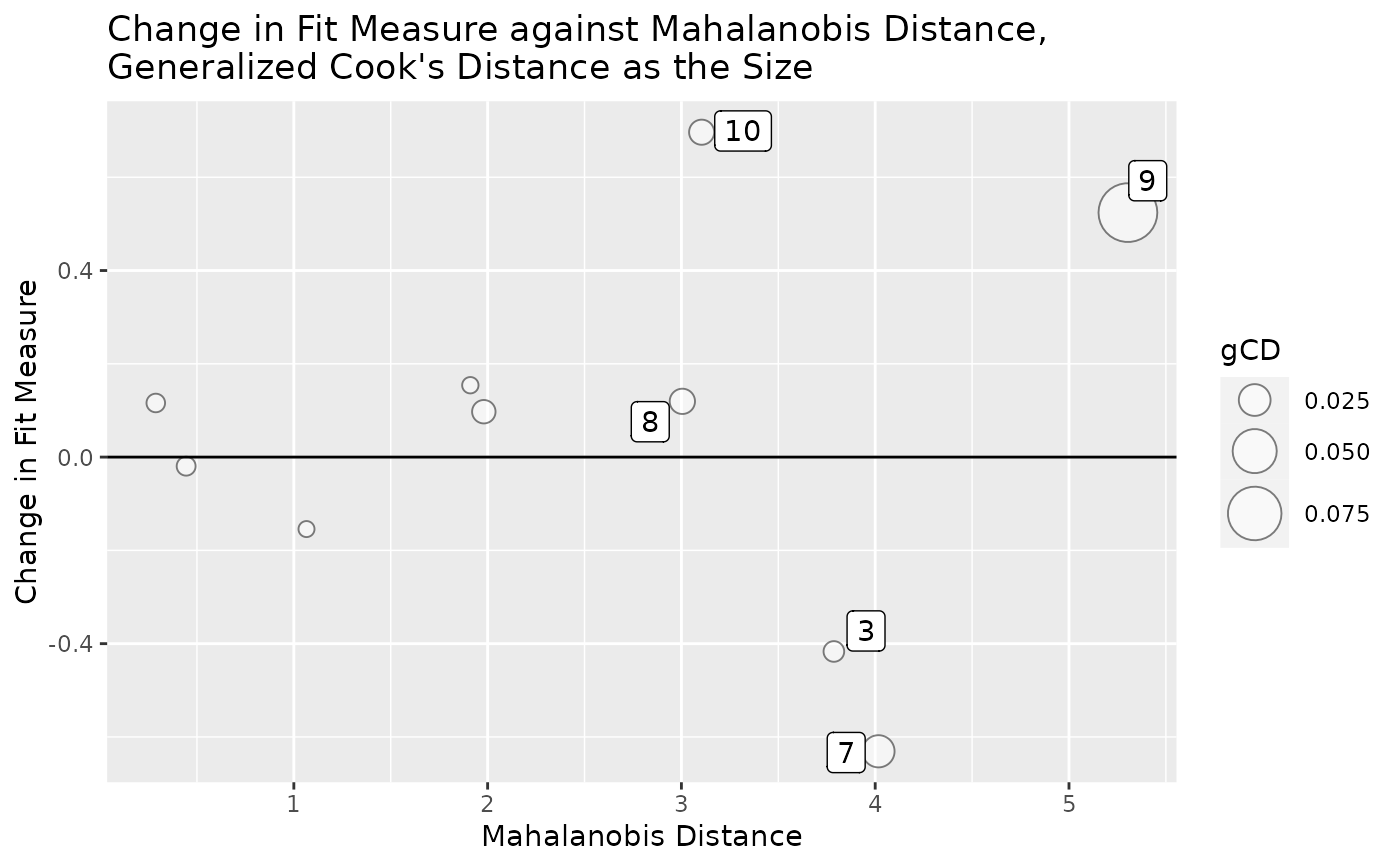 Change in Fit Measure against Mahalanobis Distance,
Generalized Cook's Distance as the Size
10
9
0.4
8
0.0
3
-0.4
7
1 2 3 4 5
Mahalanobis Distance
Change in Fit Measure
gCD
0.025
0.050
0.075